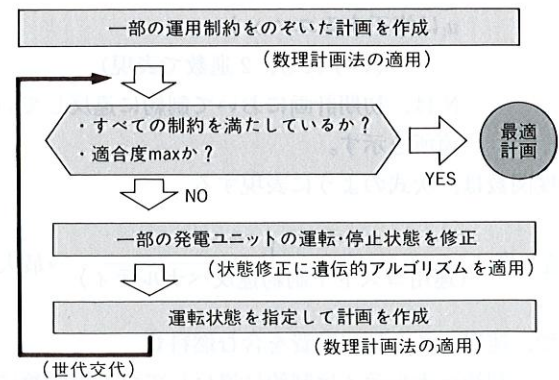 一部の運用制約をのぞいた計画を作成
(数理計画法の適用)
・すべての制約を満たしているか?
・適合度maxか?
最適
計画
YES
NO
一部の発電ユニットの運転・停止状態を修正
(状態修正に遺伝的アルゴリズムを適用)
運転状態を指定して計画を作成
(数理計画法の適用)
(世代交代)